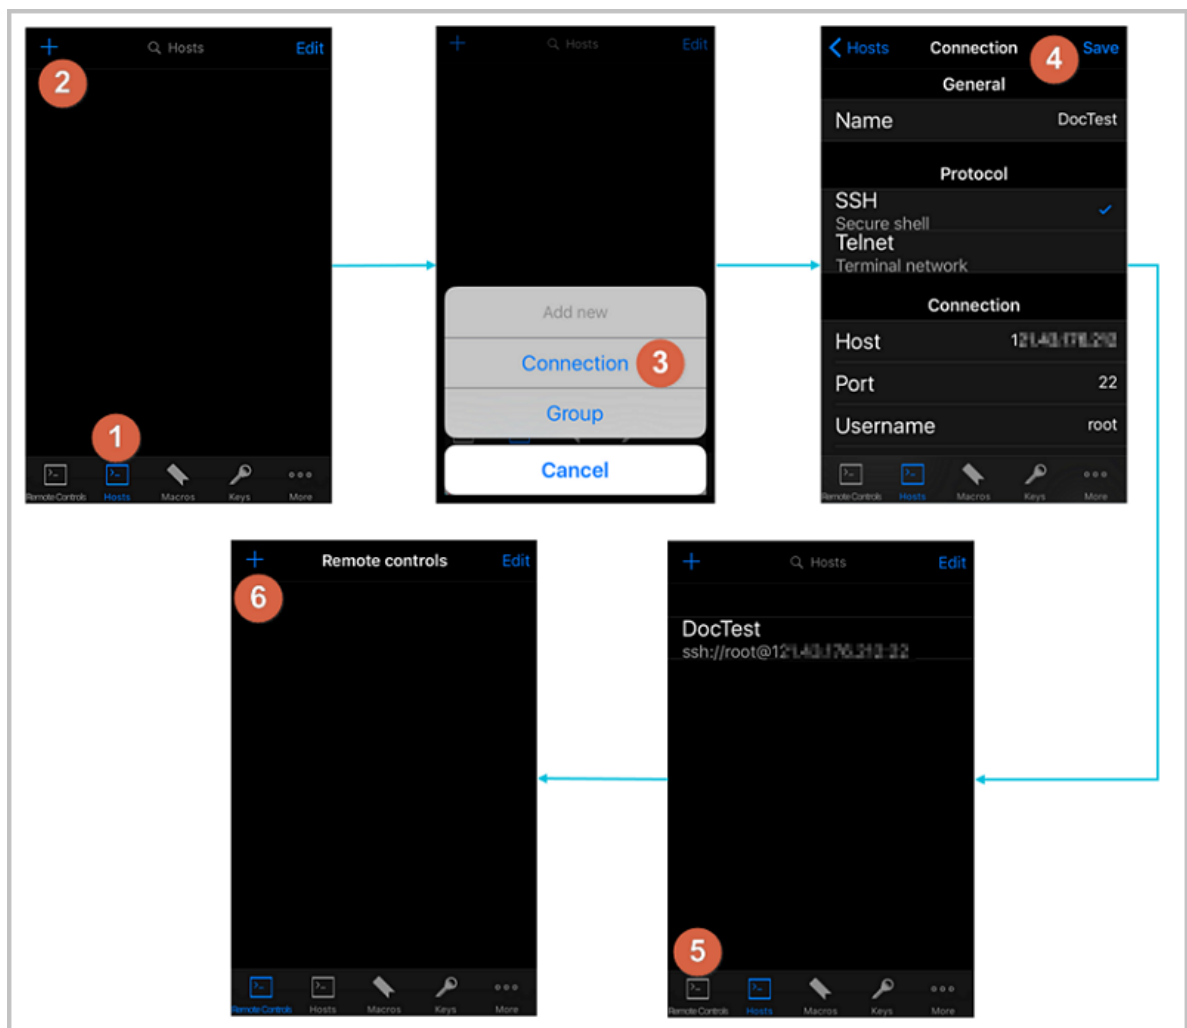 Hosts
Edit
2
1
Remote Controls
Hosts
Macros
Keys
More
Hosts
Edit
Add new
Connection
3
Group
Cancel
Hosts
Connection
4
Save
General
Name
DocTest
Protocol
SSH
Secure shell
Telnet
Terminal network
Connection
Host
Port
22
Username
root
Remote Controls
Hosts
Macros
Keys
More
Remote controls
Edit
6
Remote Controls
Hosts
Macros
Keys
More
Hosts
Edit
DocTest
ssh://root@12
5
Remote Controls
Hosts
Macros
Keys
More